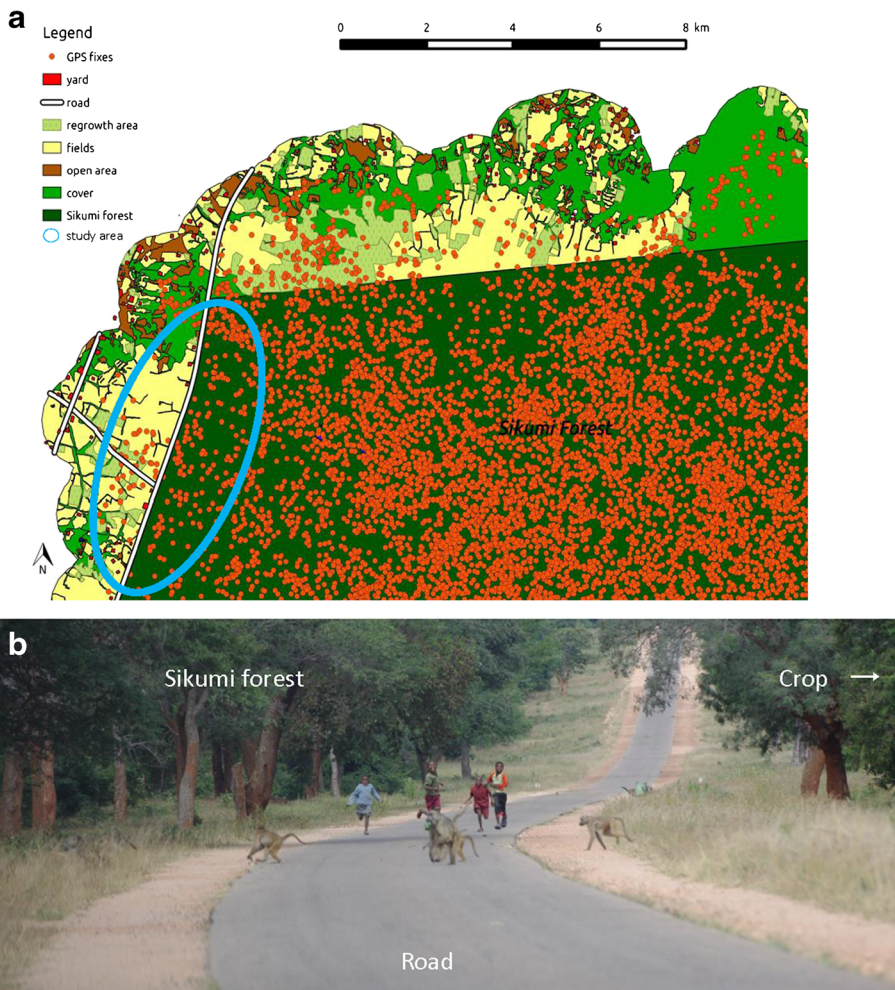 a
Legend
GPS fixes
yard
road
regrowth area
fields
open area
cover
Sikumi forest
study area
0 2 4 6 8 km
Sikumi Forest
N
b
Sikumi forest
Crop →
Road